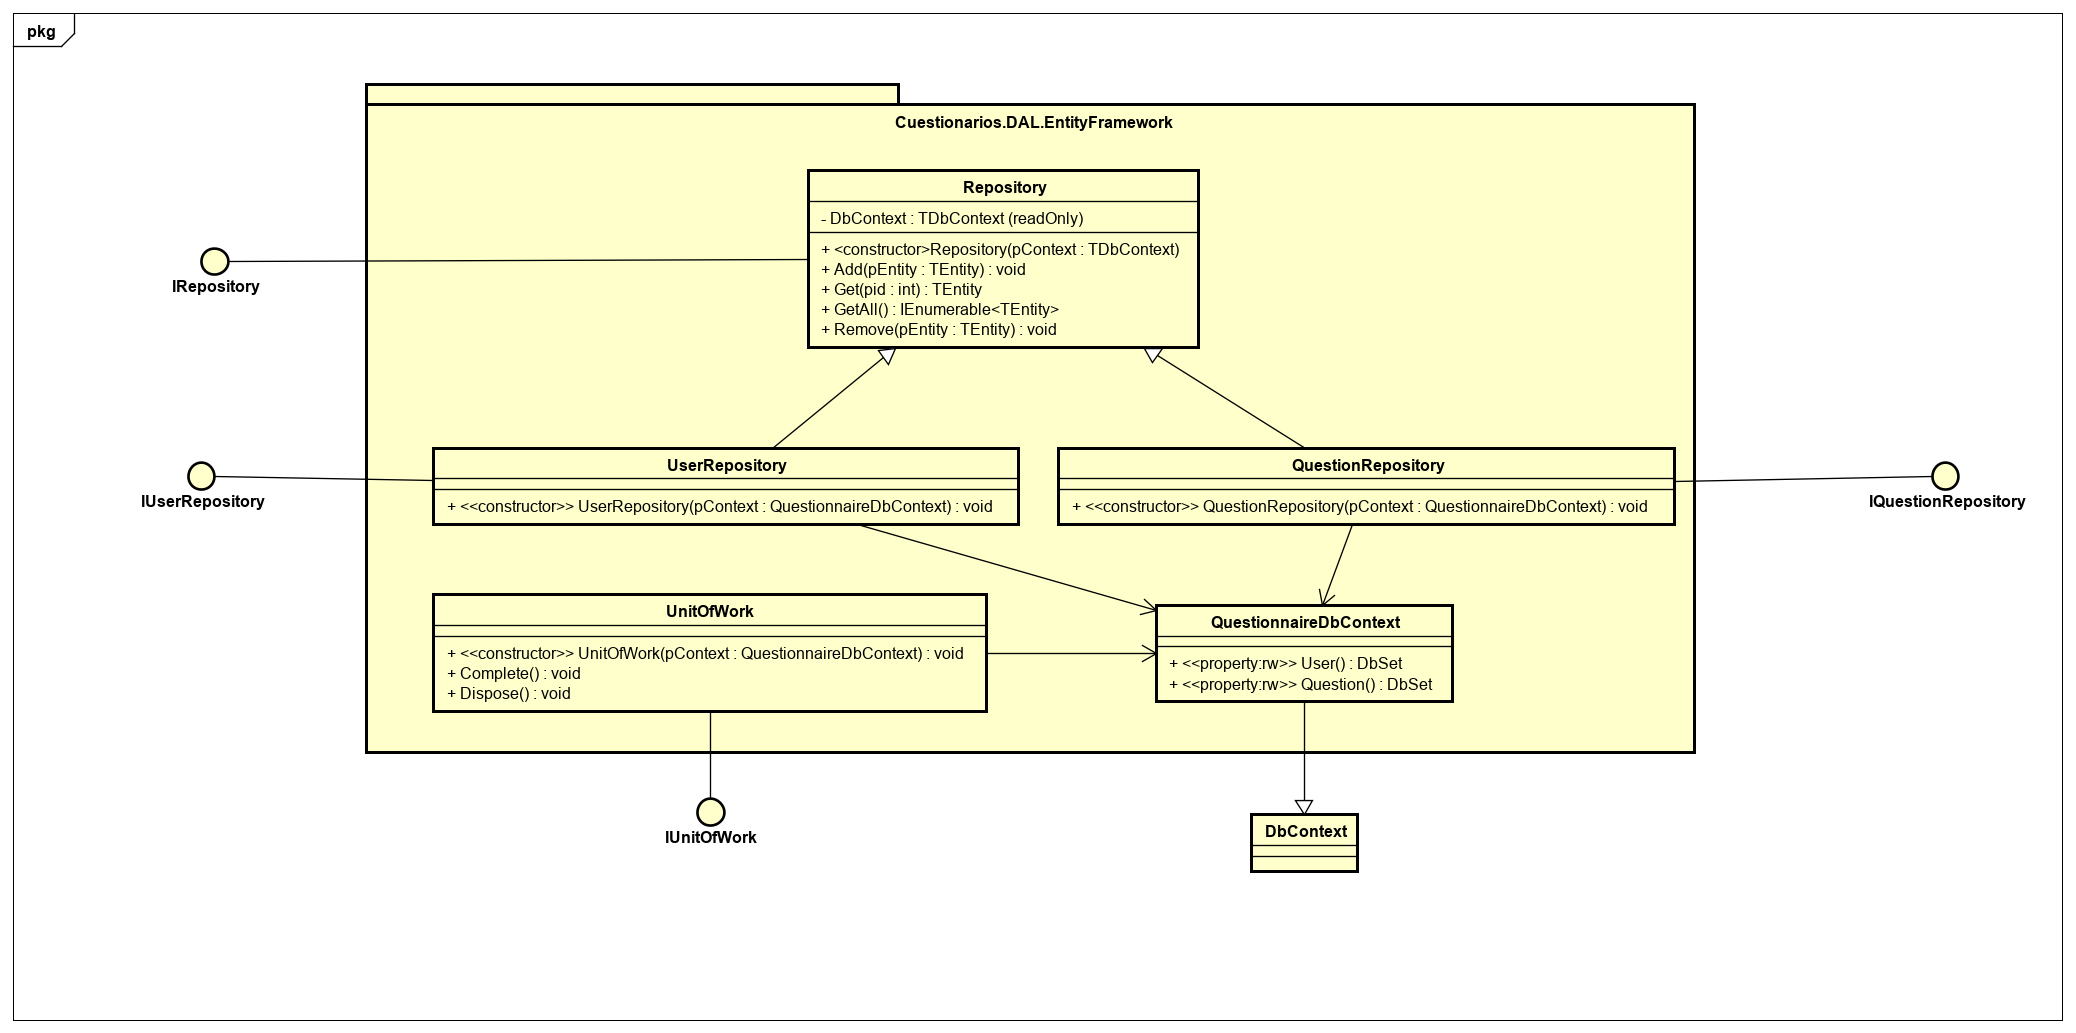 pkg
Cuestionarios.DAL.EntityFramework
Repository
- DbContext : TDbContext (readOnly)
+ <constructor>Repository(pContext : TDbContext)
+ Add(pEntity : TEntity) : void
+ Get(pid : int) : TEntity
+ GetAll() : IEnumerable<TEntity>
+ Remove(pEntity : TEntity) : void
IRepository
UserRepository
+ <<constructor>> UserRepository(pContext : QuestionnaireDbContext) : void
QuestionRepository
+ <<constructor>> QuestionRepository(pContext : QuestionnaireDbContext) : void
IUserRepository
IQuestionRepository
UnitOfWork
+ <<constructor>> UnitOfWork(pContext : QuestionnaireDbContext) : void
+ Complete() : void
+ Dispose() : void
QuestionnaireDbContext
+ <<property:rw>> User() : DbSet
+ <<property:rw>> Question() : DbSet
IUnitOfWork
DbContext